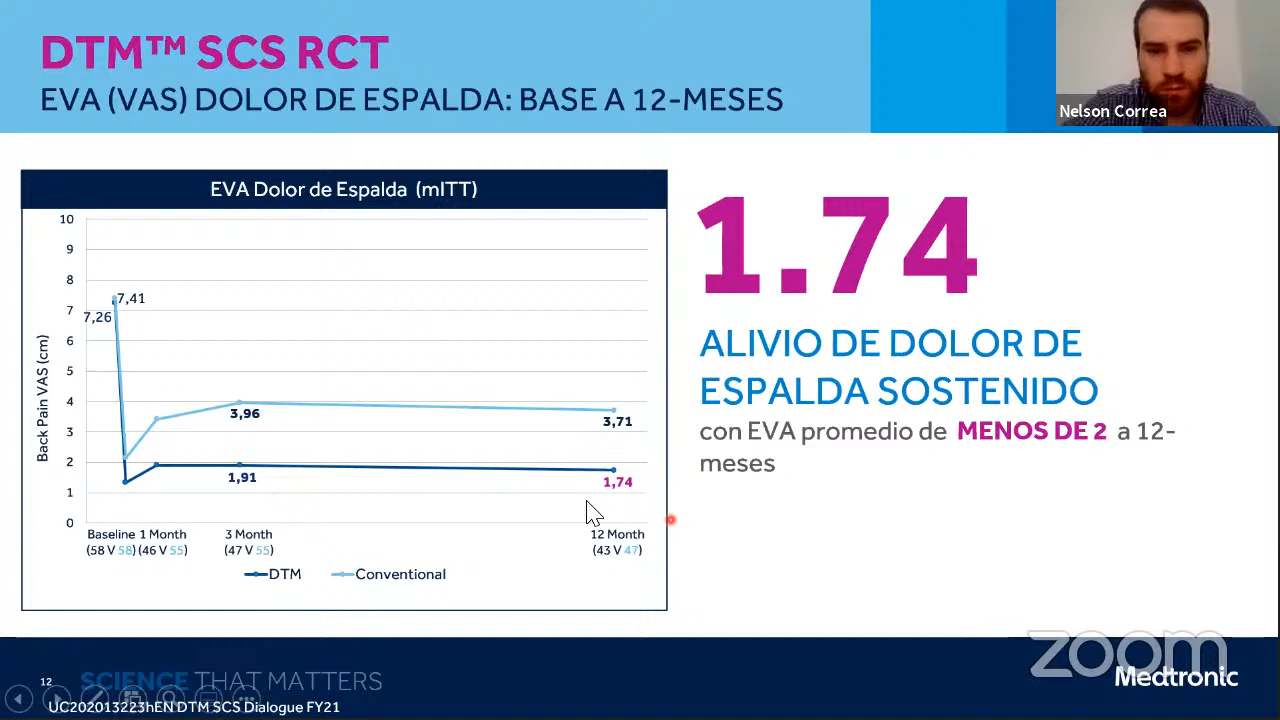 DTM™ SCS RCT
EVA (VAS) DOLOR DE ESPALDA: BASE A 12-MESES
Nelson Correa
EVA Dolor de Espalda (mITT)
10
9
8
7
6
5
4
3
2
1
0
Back Pain VAS (cm)
7,41
7,26
3,96
3,71
1,91
1,74
Baseline 1 Month 3 Month 12 Month
(58 V 58) (46 V 55) (47 V 55) (43 V 47)
DTM Conventional
1.74
ALIVIO DE DOLOR DE
ESPALDA SOSTENIDO
con EVA promedio de MENOS DE 2 a 12-
meses
zoom
Medtronic
12 SCIENCE THAT MATTERS
UC202013223hEN DTM SCS Dialogue FY21